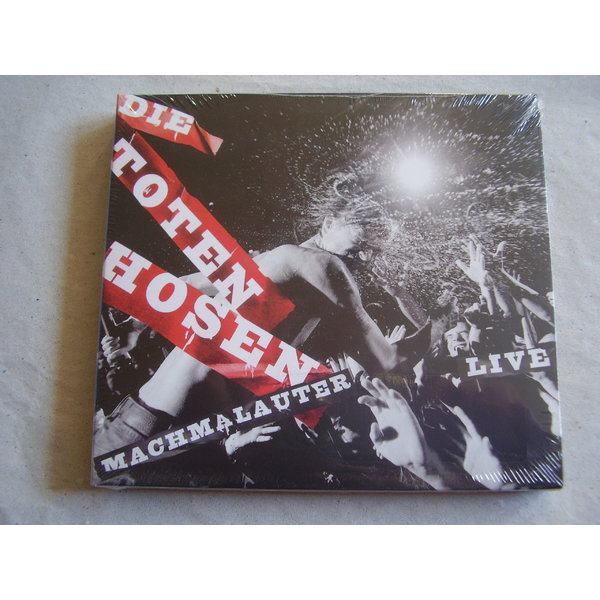 DIE
TOTEN
HOSEN
MACHMALAUTER
LIVE